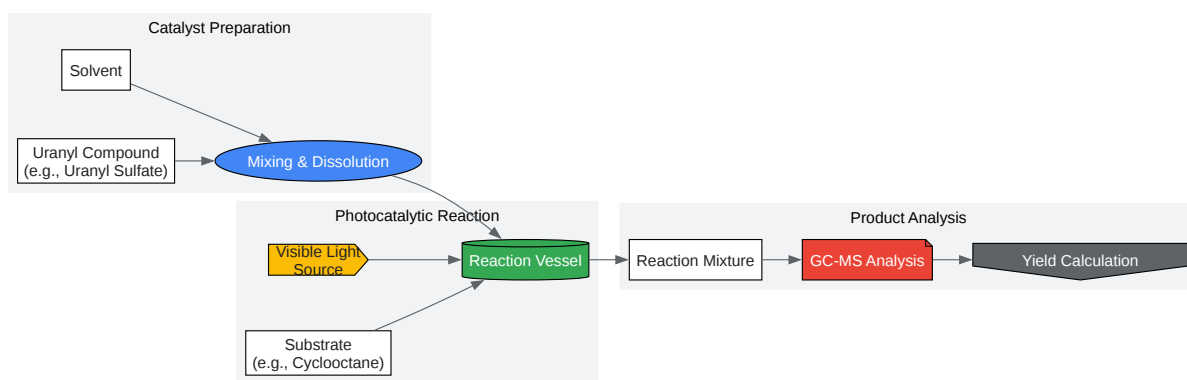 Catalyst Preparation
Solvent
Uranyl Compound
(e.g., Uranyl Sulfate)
Mixing & Dissolution
Photocatalytic Reaction
Visible Light
Source
Reaction Vessel
Substrate
(e.g., Cyclooctane)
Product Analysis
Reaction Mixture
GC-MS Analysis
Yield Calculation